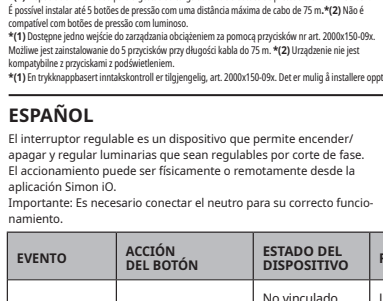 É possível instalar até 5 botões de pressão com uma distância máxima de cabo de 75 m.*(2) Não é
compatível com botões de pressão com luminoso.
*(1) Dostępne jedno wejście do zarządzania obciążeniem za pomocą przycisków nr art. 2000x150-09x.
Możliwe jest zainstalowanie do 5 przycisków przy długości kabla do 75 m. *(2) Urządzenie nie jest
kompatybilne z przyciskami z podświetleniem.
*(1) En trykknappbasert inntakskontroll er tilgjengelig, art. 2000x150-09x. Det er mulig å installere oppt
ESPAÑOL
El interruptor regulable es un dispositivo que permite encender/
apagar y regular luminarias que sean regulables por corte de fase.
El accionamiento puede ser físicamente o remotamente desde la
aplicación Simon iO.
Importante: Es necesario conectar el neutro para su correcto funcio-
namiento.
EVENTO
ACCIÓN
DEL BOTÓN
ESTADO DEL
DISPOSITIVO
No vinculado